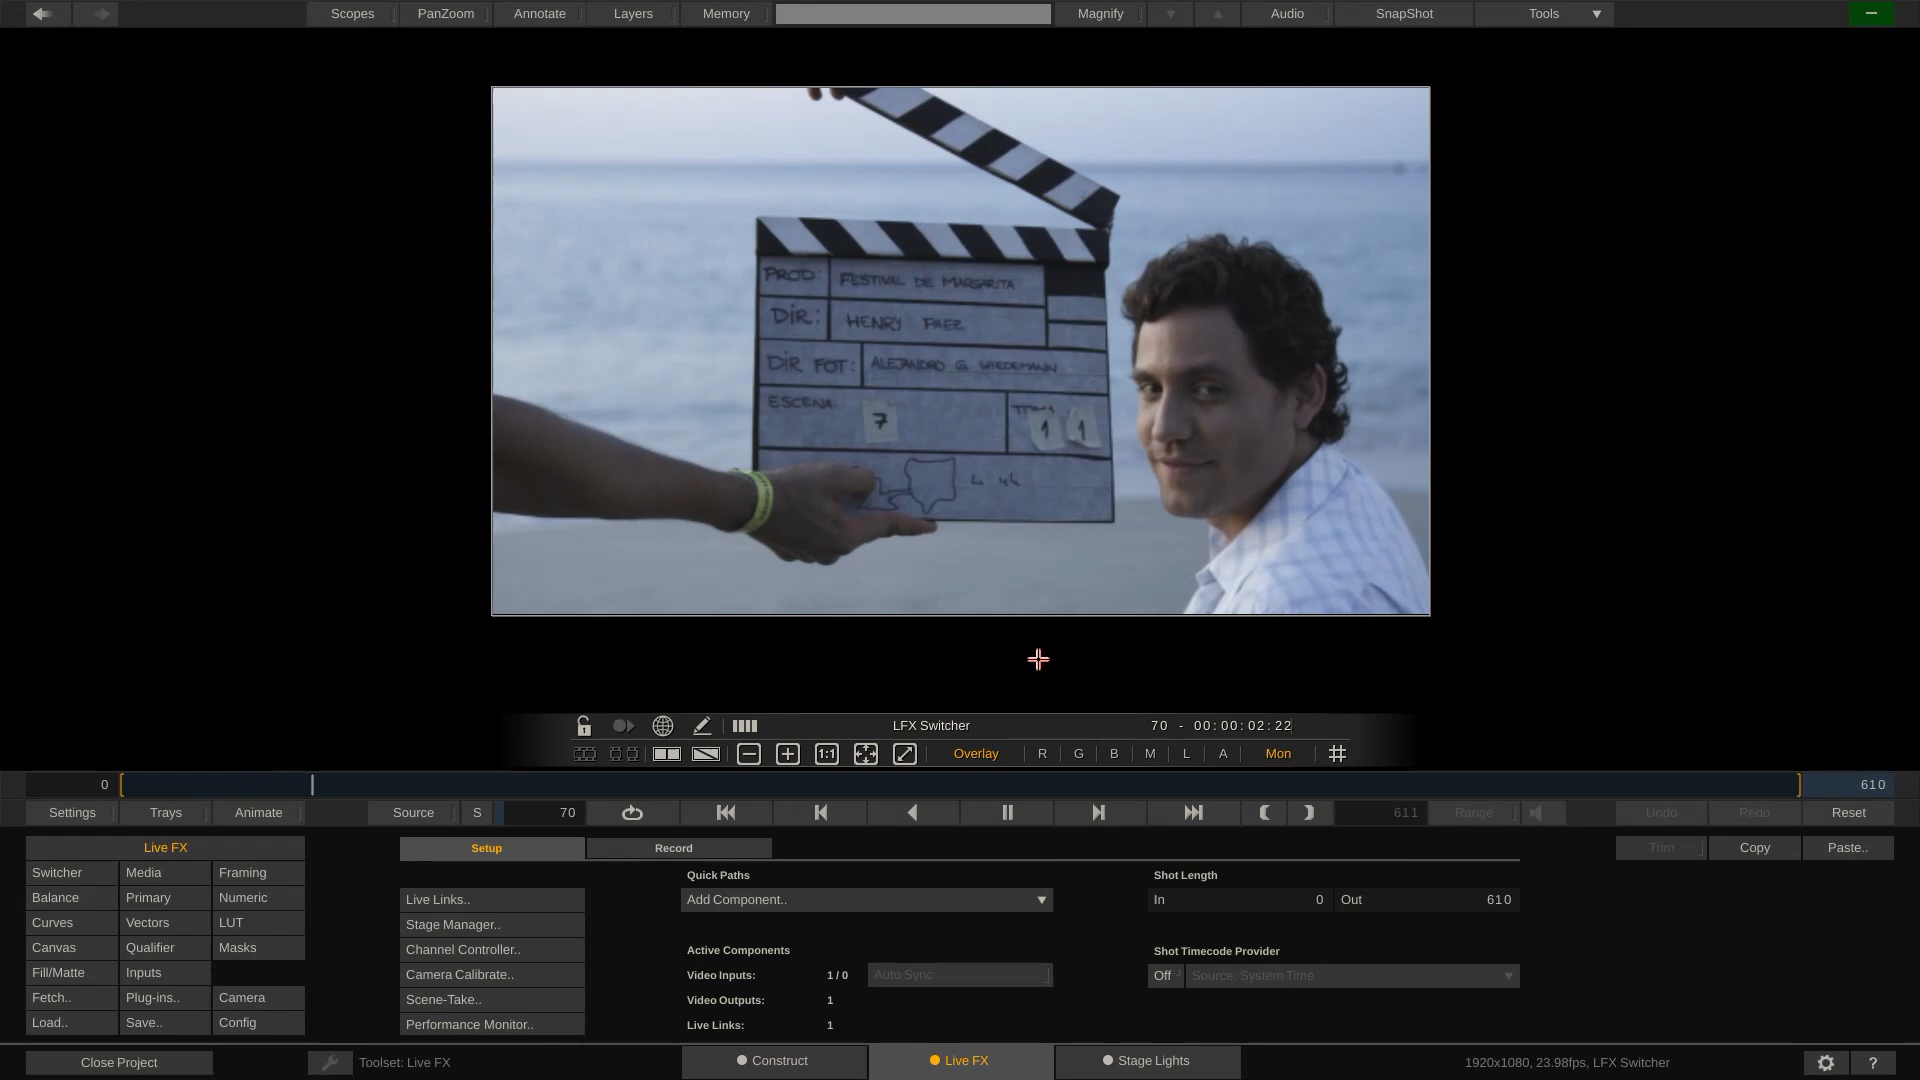 Scopes PanZoom Annotate Layers Memory Magnify Audio SnapShot Tools
PROD: FESTIVAL DE MARGARITA
DIR: HENRY PAEZ
DIR FOT: ALEJANDRO G. WIEDEMANN
ESCENA 7 TOMA 1 1
LFX Switcher 70 - 00:00:02:22
1:1 Overlay R G B M L A Mon
0 610
Settings Trays Animate Source S 70 611 Range Undo Redo Reset
Live FX Setup Record Trim Copy Paste..
Switcher Media Framing
Balance Primary Numeric
Curves Vectors LUT
Canvas Qualifier Masks
Fill/Matte Inputs
Fetch.. Plug-ins.. Camera
Load.. Save.. Config
Live Links..
Stage Manager..
Channel Controller..
Camera Calibrate..
Scene-Take..
Performance Monitor..
Quick Paths
Add Component..
Active Components
Video Inputs: 1 / 0 Auto Sync
Video Outputs: 1
Live Links: 1
Shot Length
In 0 Out 610
Shot Timecode Provider
Off Source: System Time
Close Project Toolset: Live FX Construct Live FX Stage Lights 1920x1080, 23.98fps, LFX Switcher ?